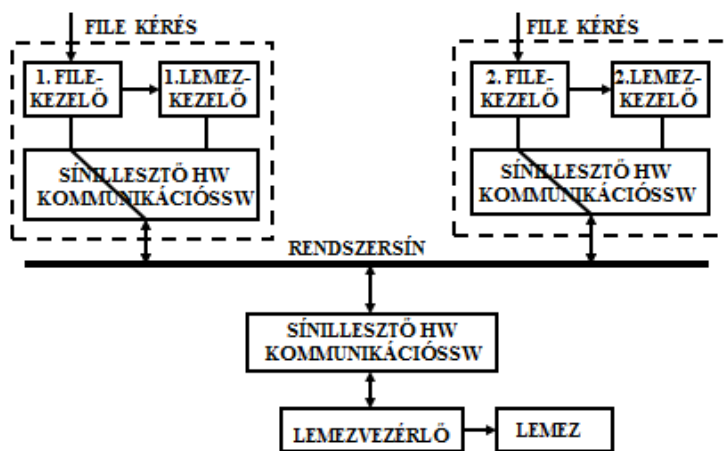 FILE KÉRÉS
1. FILE-
KEZELŐ
1.LEMEZ-
KEZELŐ
SÍNILLESZTŐ HW
KOMMUNIKÁCIÓSSW
FILE KÉRÉS
2. FILE-
KEZELŐ
2.LEMEZ-
KEZELŐ
SÍNILLESZTŐ HW
KOMMUNIKÁCIÓSSW
RENDSZERSÍN
SÍNILLESZTŐ HW
KOMMUNIKÁCIÓSSW
LEMEZVEZÉRLŐ
LEMEZ